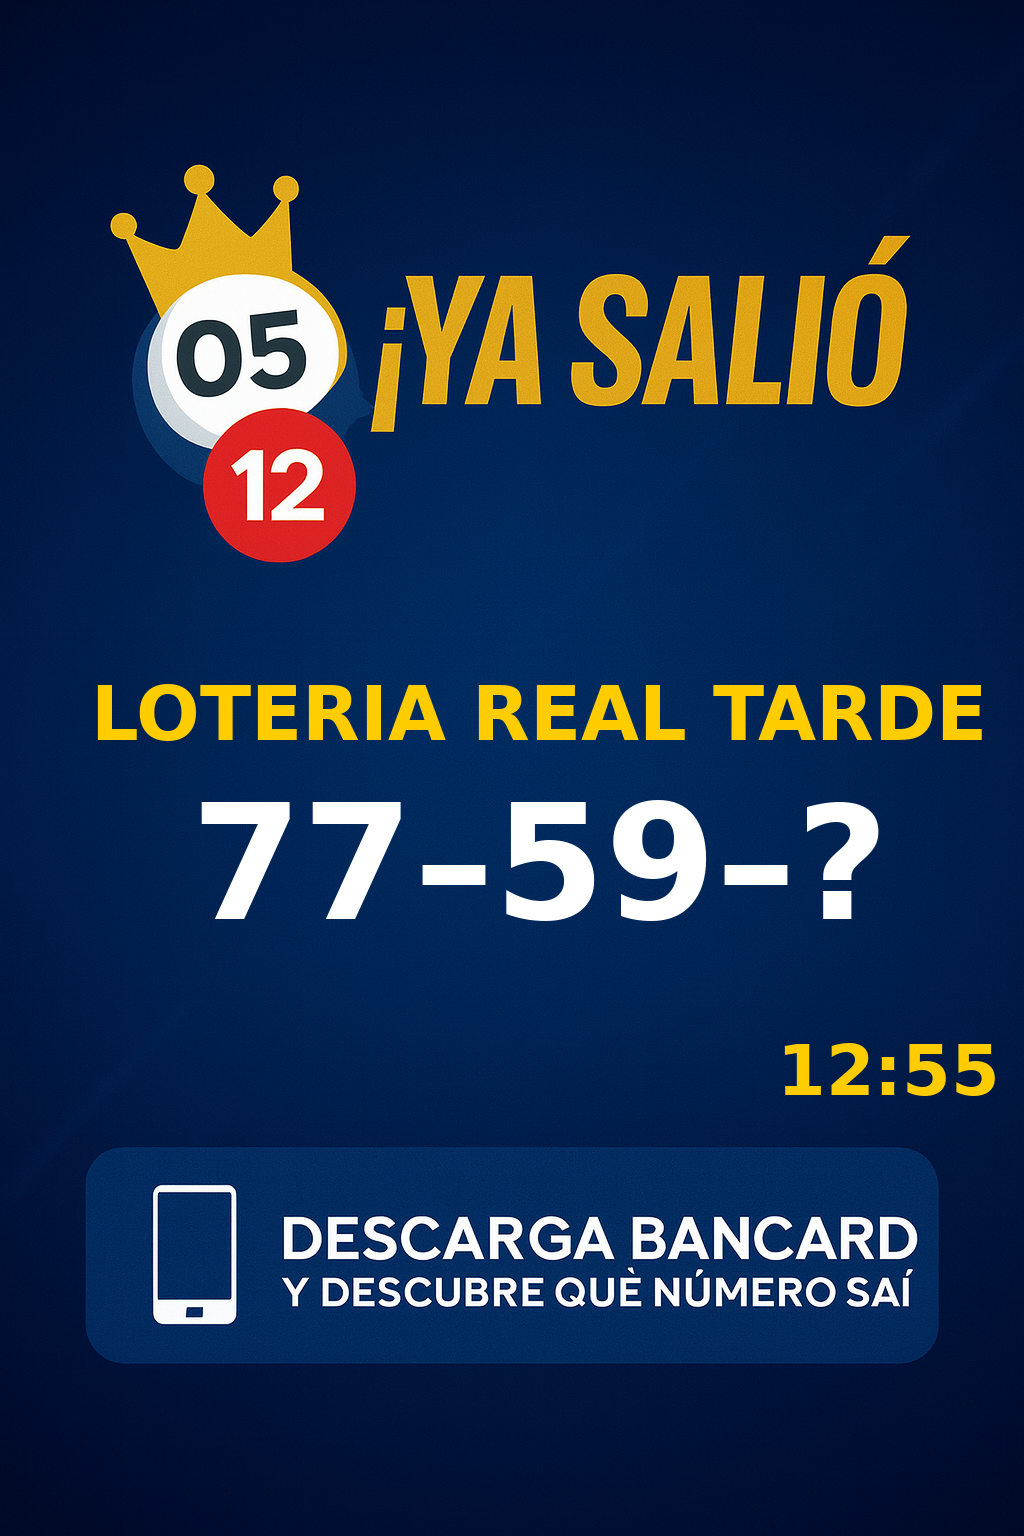 05
¡YA SALIÓ
12
LOTERIA REAL TARDE
77-59-?
12:55
DESCARGA BANCARD
Y DESCUBRE QUÈ NÚMERO SAÍ